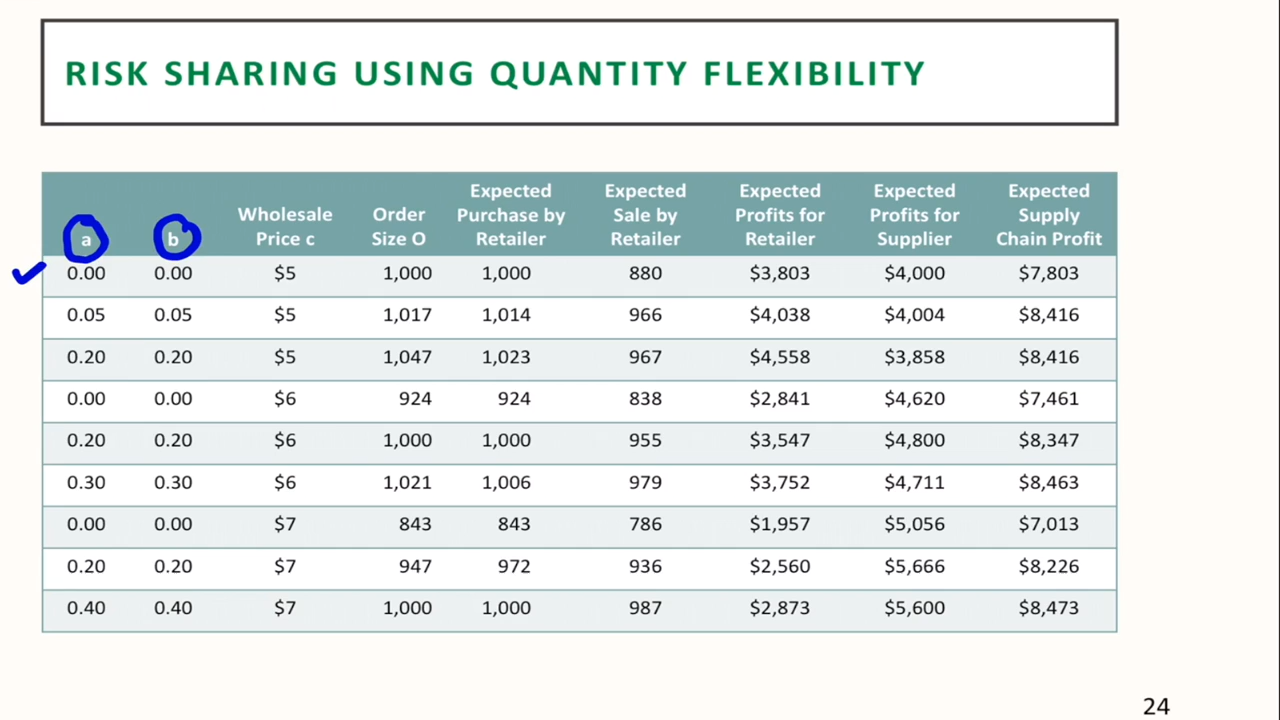 RISK SHARING USING QUANTITY FLEXIBILITY
a b Wholesale Price c Order Size O Expected Purchase by Retailer Expected Sale by Retailer Expected Profits for Retailer Expected Profits for Supplier Expected Supply Chain Profit
0.00 0.00 $5 1,000 1,000 880 $3,803 $4,000 $7,803
0.05 0.05 $5 1,017 1,014 966 $4,038 $4,004 $8,416
0.20 0.20 $5 1,047 1,023 967 $4,558 $3,858 $8,416
0.00 0.00 $6 924 924 838 $2,841 $4,620 $7,461
0.20 0.20 $6 1,000 1,000 955 $3,547 $4,800 $8,347
0.30 0.30 $6 1,021 1,006 979 $3,752 $4,711 $8,463
0.00 0.00 $7 843 843 786 $1,957 $5,056 $7,013
0.20 0.20 $7 947 972 936 $2,560 $5,666 $8,226
0.40 0.40 $7 1,000 1,000 987 $2,873 $5,600 $8,473
24